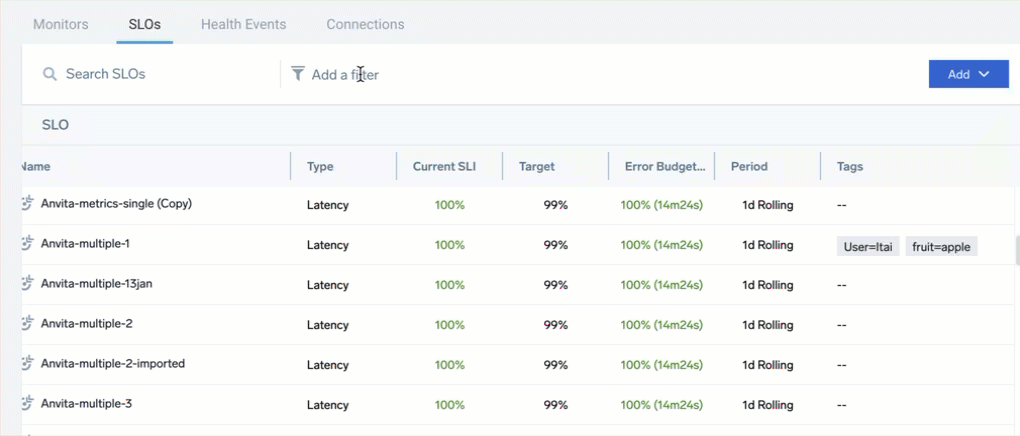 Monitors SLOs Health Events Connections
Search SLOs Add a filter Add
SLO
Name Type Current SLI Target Error Budget... Period Tags
Anvita-metrics-single (Copy) Latency 100% 99% 100% (14m24s) 1d Rolling --
Anvita-multiple-1 Latency 100% 99% 100% (14m24s) 1d Rolling User=Itai fruit=apple
Anvita-multiple-13jan Latency 100% 99% 100% (14m24s) 1d Rolling --
Anvita-multiple-2 Latency 100% 99% 100% (14m24s) 1d Rolling --
Anvita-multiple-2-imported Latency 100% 99% 100% (14m24s) 1d Rolling --
Anvita-multiple-3 Latency 100% 99% 100% (14m24s) 1d Rolling --